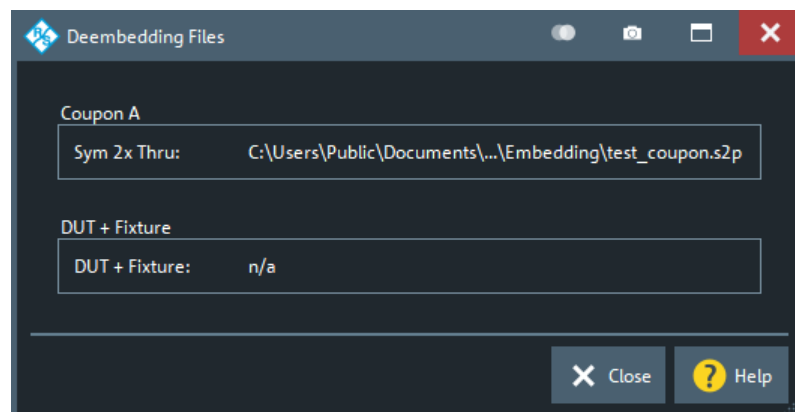 Deembedding Files
Coupon A
Sym 2x Thru: C:\Users\Public\Documents\...\Embedding\test_coupon.s2p
DUT + Fixture
DUT + Fixture: n/a
Close
? Help